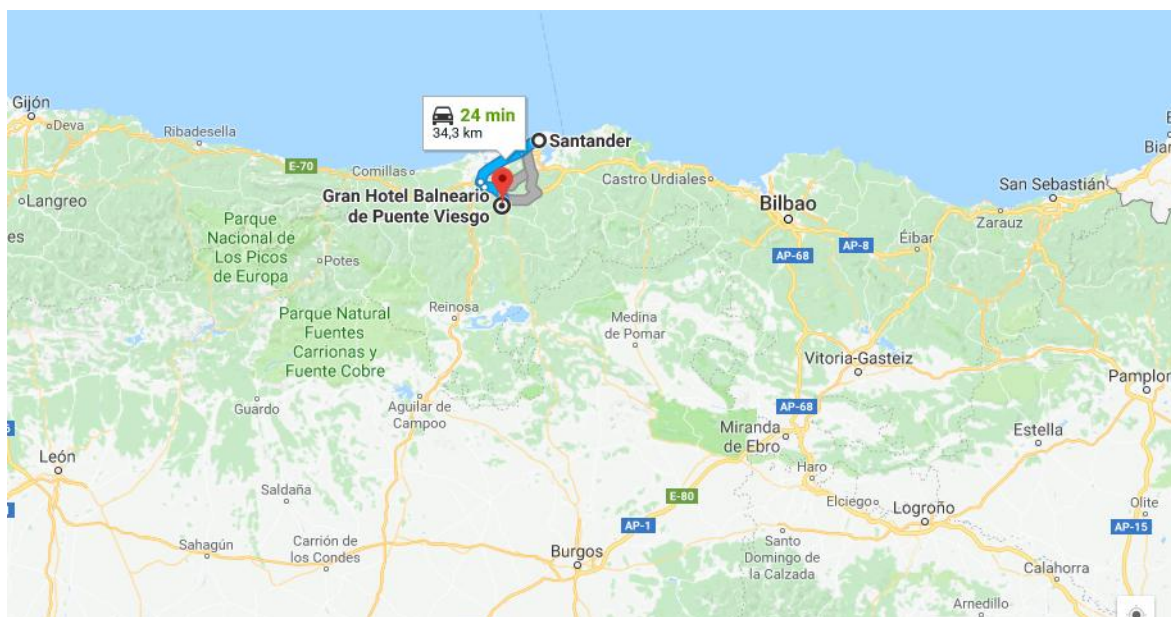 Gijón
Deva
Ribadesella
24 min
34,3 km
Santander
E-70
Comillas
Castro Urdiales
San Sebastián
Langreo
Gran Hotel Balneario
de Puente Viesgo
Bilbao
Zarauz
Parque
Nacional de
Los Picos
de Europa
Potes
AP-68
AP-8
Éibar
Reinosa
Parque Natural
Fuentes
Carrionas y
Fuente Cobre
Medina
de Pomar
Vitoria-Gasteiz
Pamplon
Guardo
Aguilar de
Campoo
AP-68
Miranda
de Ebro
Estella
León
Haro
Saldaña
E-80
Elciego
Logroño
Olite
AP-1
AP-15
Sahagún
Carrión de
los Condes
Burgos
Santo
Domingo de
la Calzada
Calahorra
Arnedillo